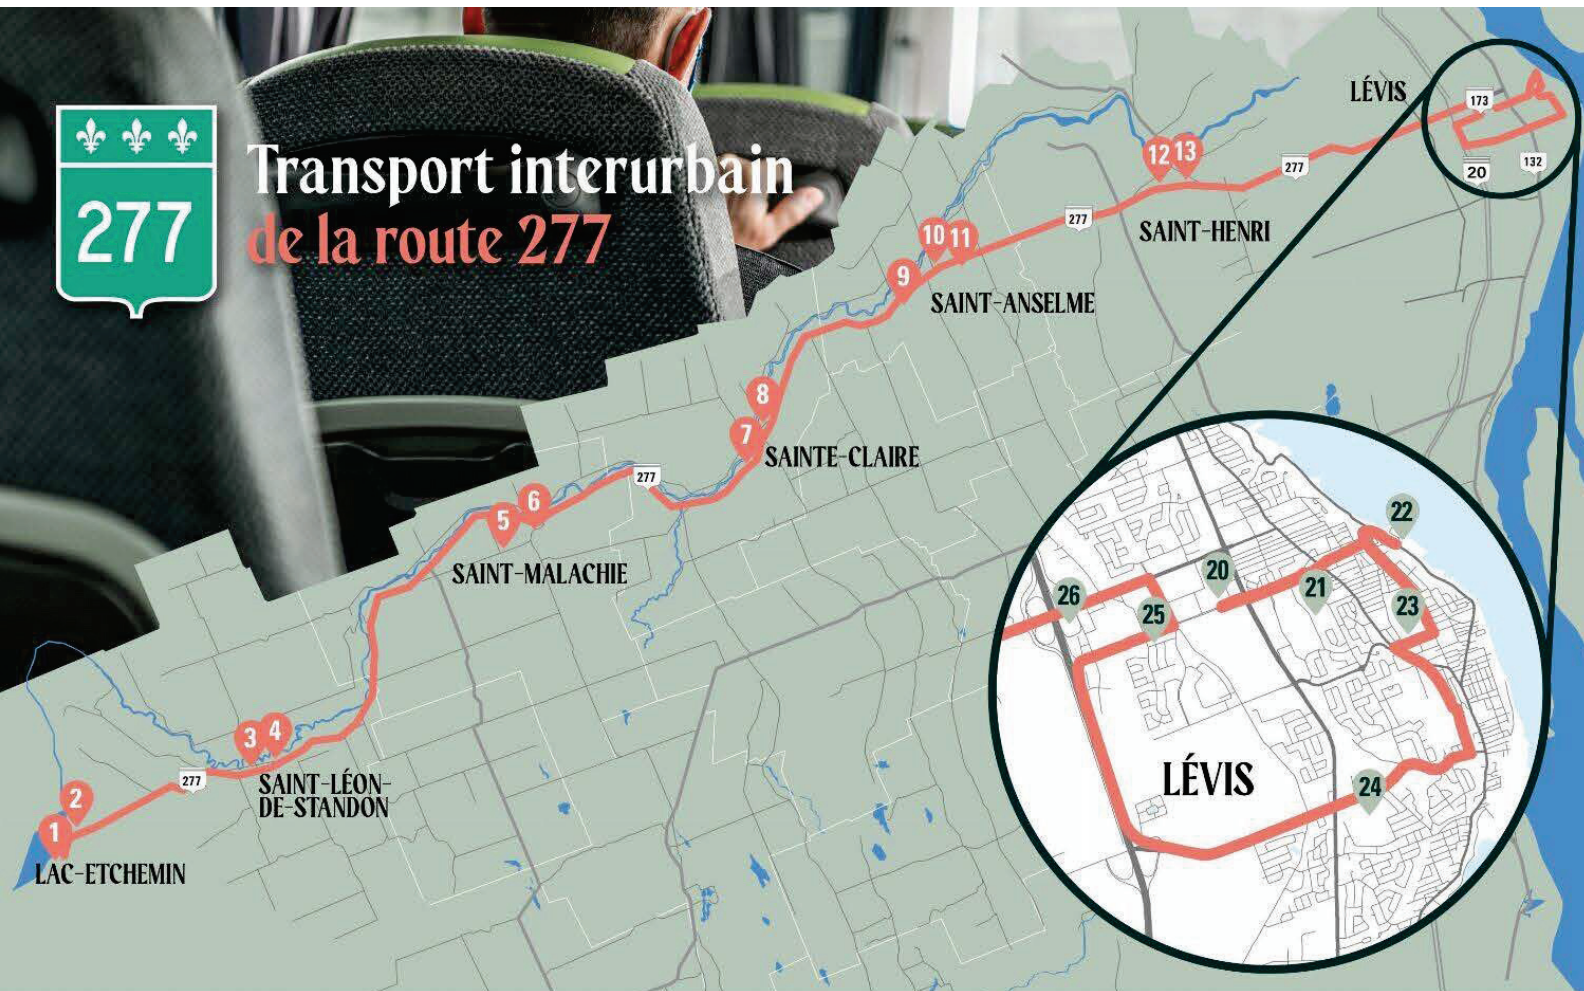 277
Transport interurbain
de la route 277
LÉVIS
173
20
132
277
12
13
SAINT-HENRI
277
10
11
9
SAINT-ANSELME
8
7
SAINTE-CLAIRE
277
6
5
SAINT-MALACHIE
3
4
277
SAINT-LÉON-
DE-STANDON
2
1
LAC-ETCHEMIN
22
20
21
26
25
23
LÉVIS
24